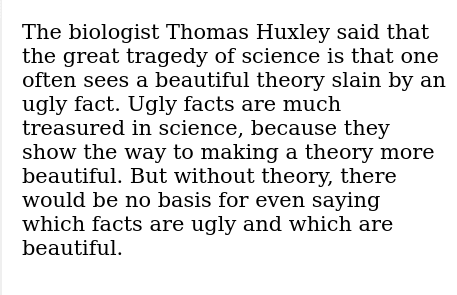 The biologist Thomas Huxley said that
the great tragedy of science is that one
often sees a beautiful theory slain by an
ugly fact. Ugly facts are much
treasured in science, because they
show the way to making a theory more
beautiful. But without theory, there
would be no basis for even saying
which facts are ugly and which are
beautiful.